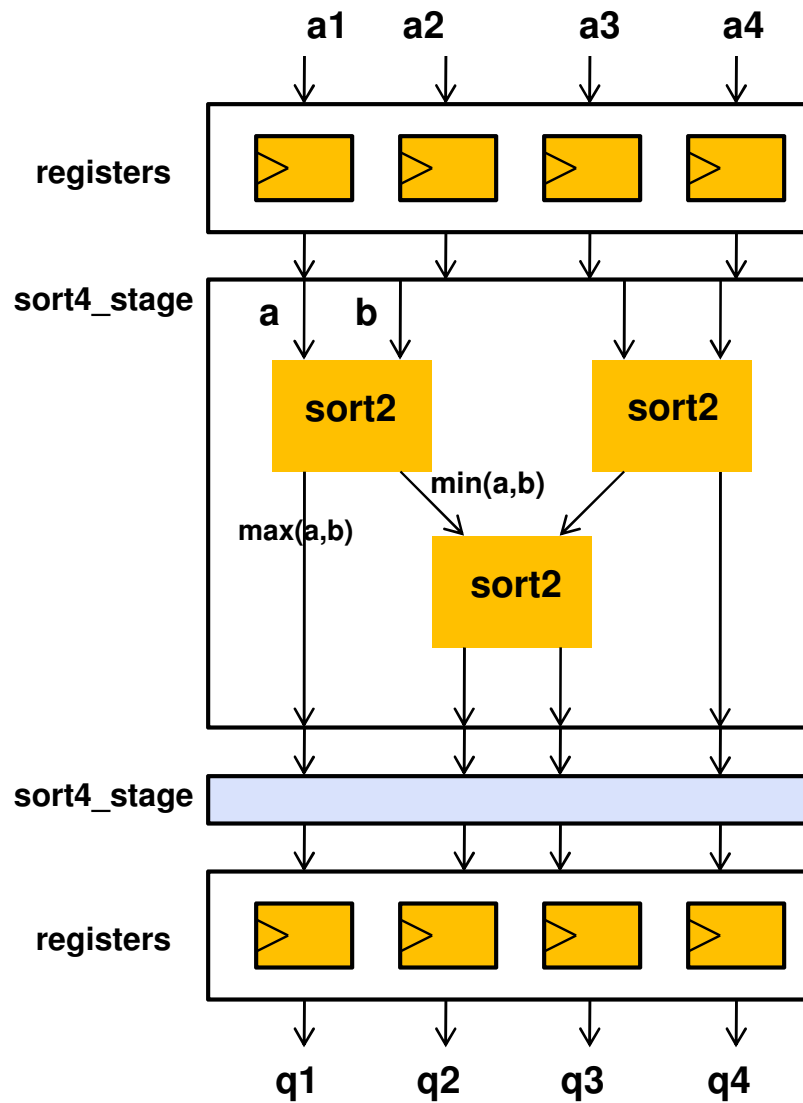 a1 a2 a3 a4
registers
sort4_stage
a b
sort2 sort2
min(a,b)
max(a,b)
sort2
sort4_stage
registers
q1 q2 q3 q4